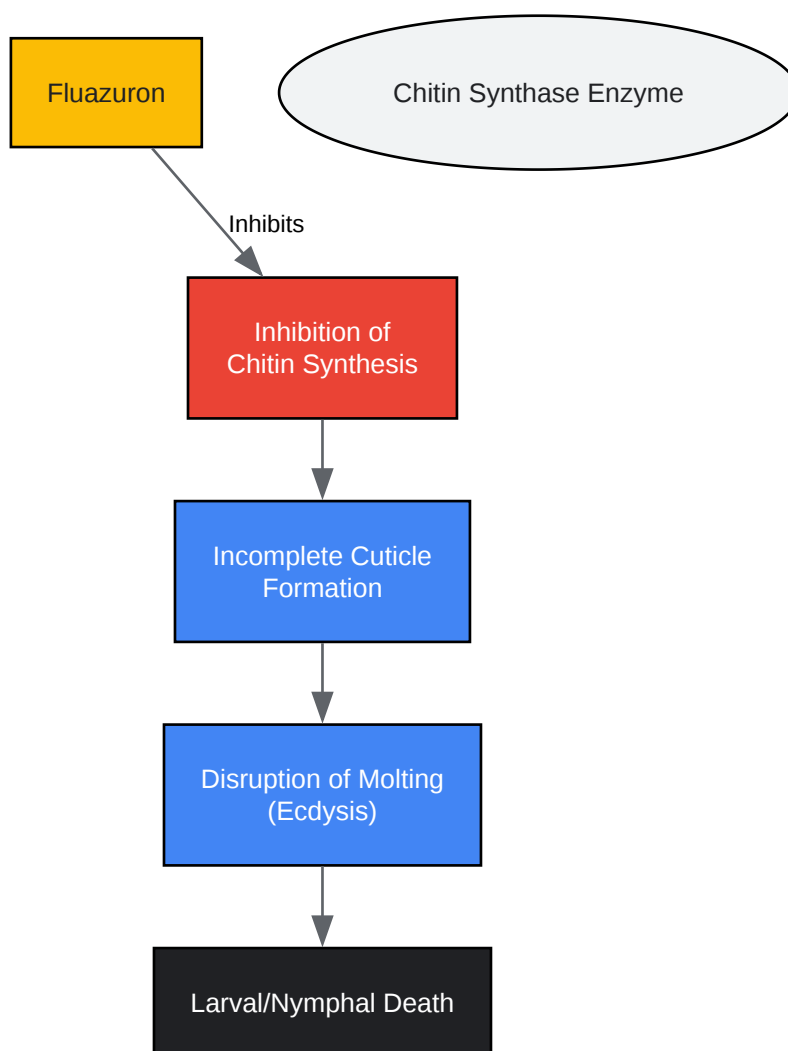 Fluazuron
Chitin Synthase Enzyme
Inhibits
Inhibition of
Chitin Synthesis
Incomplete Cuticle
Formation
Disruption of Molting
(Ecdysis)
Larval/Nymphal Death